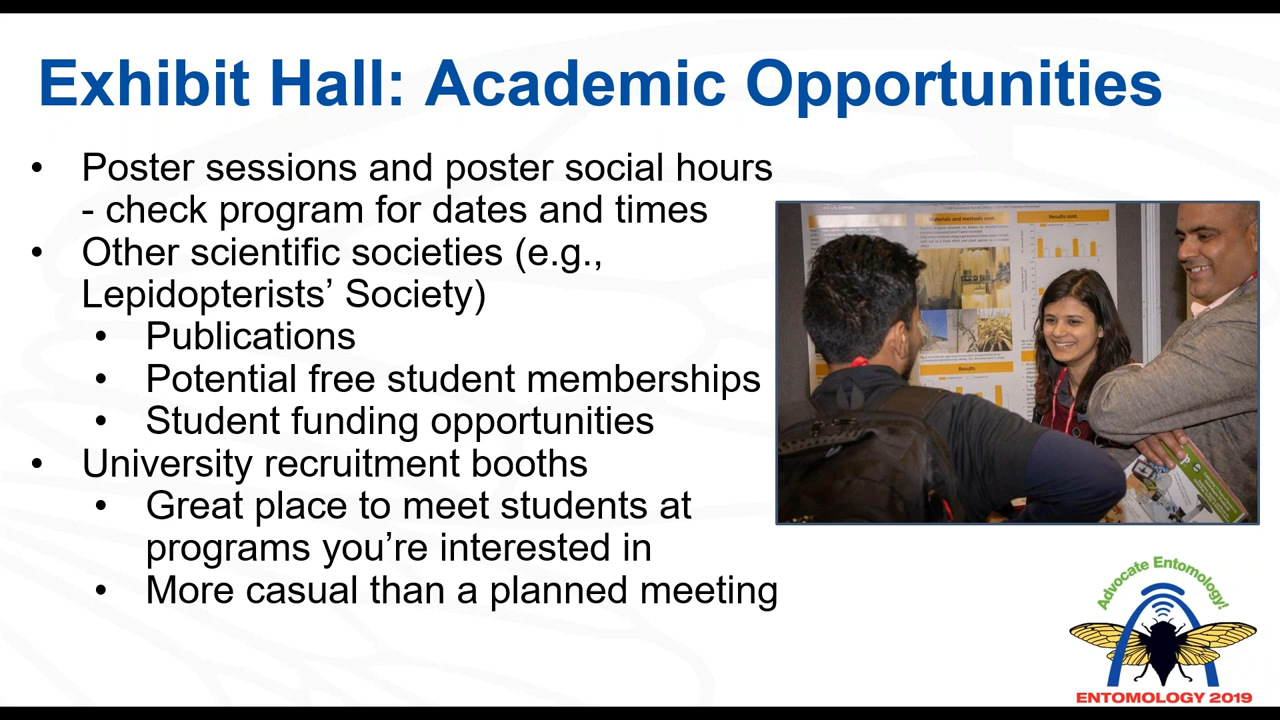 Exhibit Hall: Academic Opportunities
• Poster sessions and poster social hours
- check program for dates and times
• Other scientific societies (e.g.,
Lepidopterists’ Society)
• Publications
• Potential free student memberships
• Student funding opportunities
• University recruitment booths
• Great place to meet students at
programs you’re interested in
• More casual than a planned meeting
Materials and methods cont.
Results cont.
Results
Advocate Entomology!
ENTOMOLOGY 2019